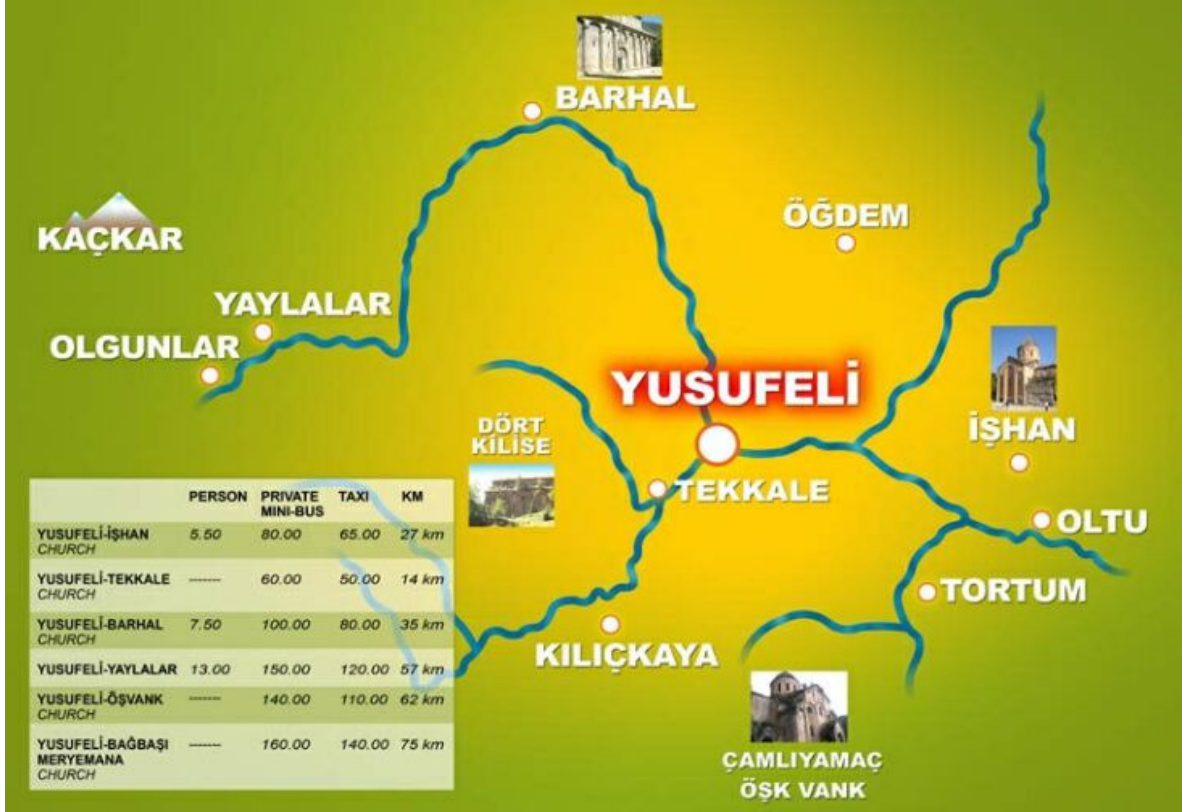 BARHAL
ÖĞDEM
KAÇKAR
YAYLALAR
OLGUNLAR
YUSUFELİ
İŞHAN
DÖRT
KİLİSE
TEKKALE
OLTU
TORTUM
KILIÇKAYA
ÇAMLIYAMAÇ
ÖŞK VANK
PERSON PRIVATE MINI-BUS TAXI KM
YUSUFELİ-İŞHAN 5.50 80.00 65.00 27 km
CHURCH
YUSUFELİ-TEKKALE ------- 60.00 50.00 14 km
CHURCH
YUSUFELİ-BARHAL 7.50 100.00 80.00 35 km
CHURCH
YUSUFELİ-YAYLALAR 13.00 150.00 120.00 57 km
YUSUFELİ-ÖŞVANK ------- 140.00 110.00 62 km
CHURCH
YUSUFELİ-BAĞBAŞI ------- 160.00 140.00 75 km
MERYEMANA
CHURCH